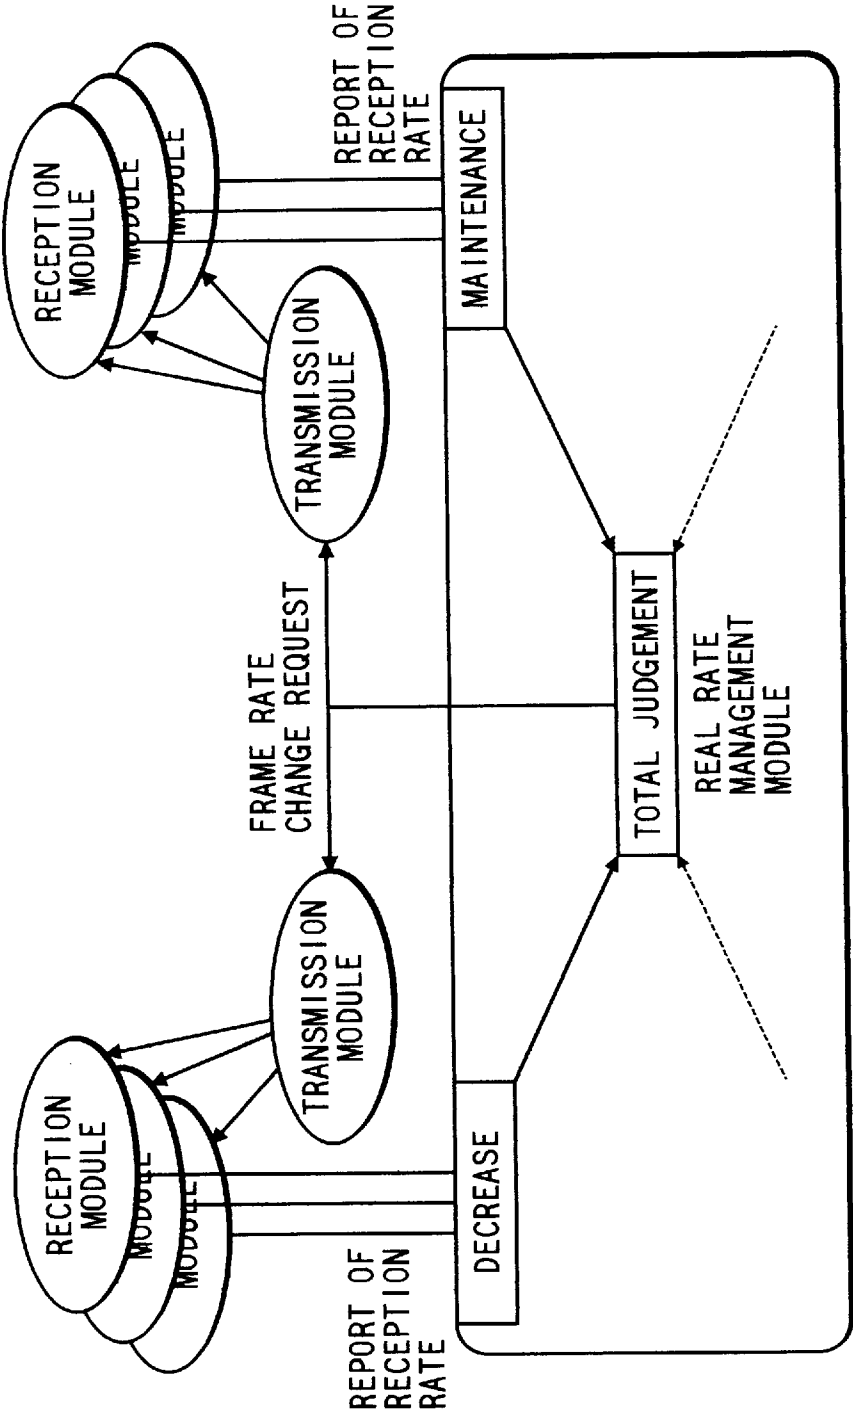 RECEPTION
MODULE
MODULE
MODULE
TRANSMISSION
MODULE
REPORT OF
RECEPTION
RATE
DECREASE
FRAME RATE
CHANGE REQUEST
TOTAL JUDGEMENT
REAL RATE
MANAGEMENT
MODULE
RECEPTION
MODULE
MODULE
MODULE
TRANSMISSION
MODULE
REPORT OF
RECEPTION
RATE
MAINTENANCE